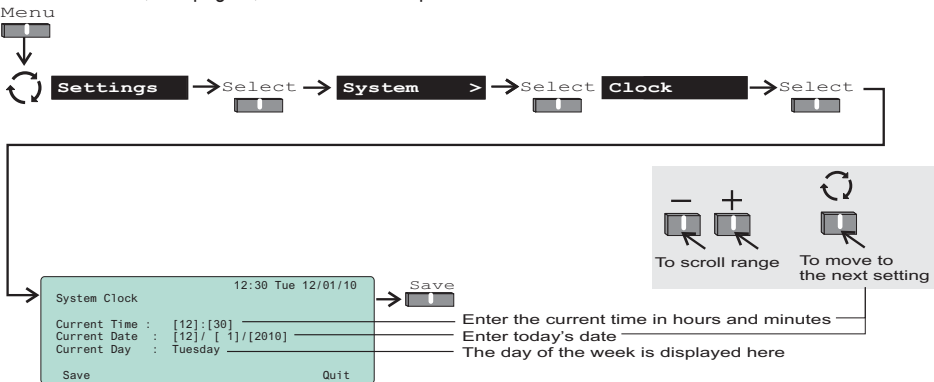 Menu
Settings Select System > Select Clock Select
− +
To scroll range To move to
the next setting
12:30 Tue 12/01/10
System Clock
Save
Current Time : [12]:[30] Enter the current time in hours and minutes
Current Date : [12]/ [ 1]/[2010] Enter today's date
Current Day : Tuesday The day of the week is displayed here
Save Quit